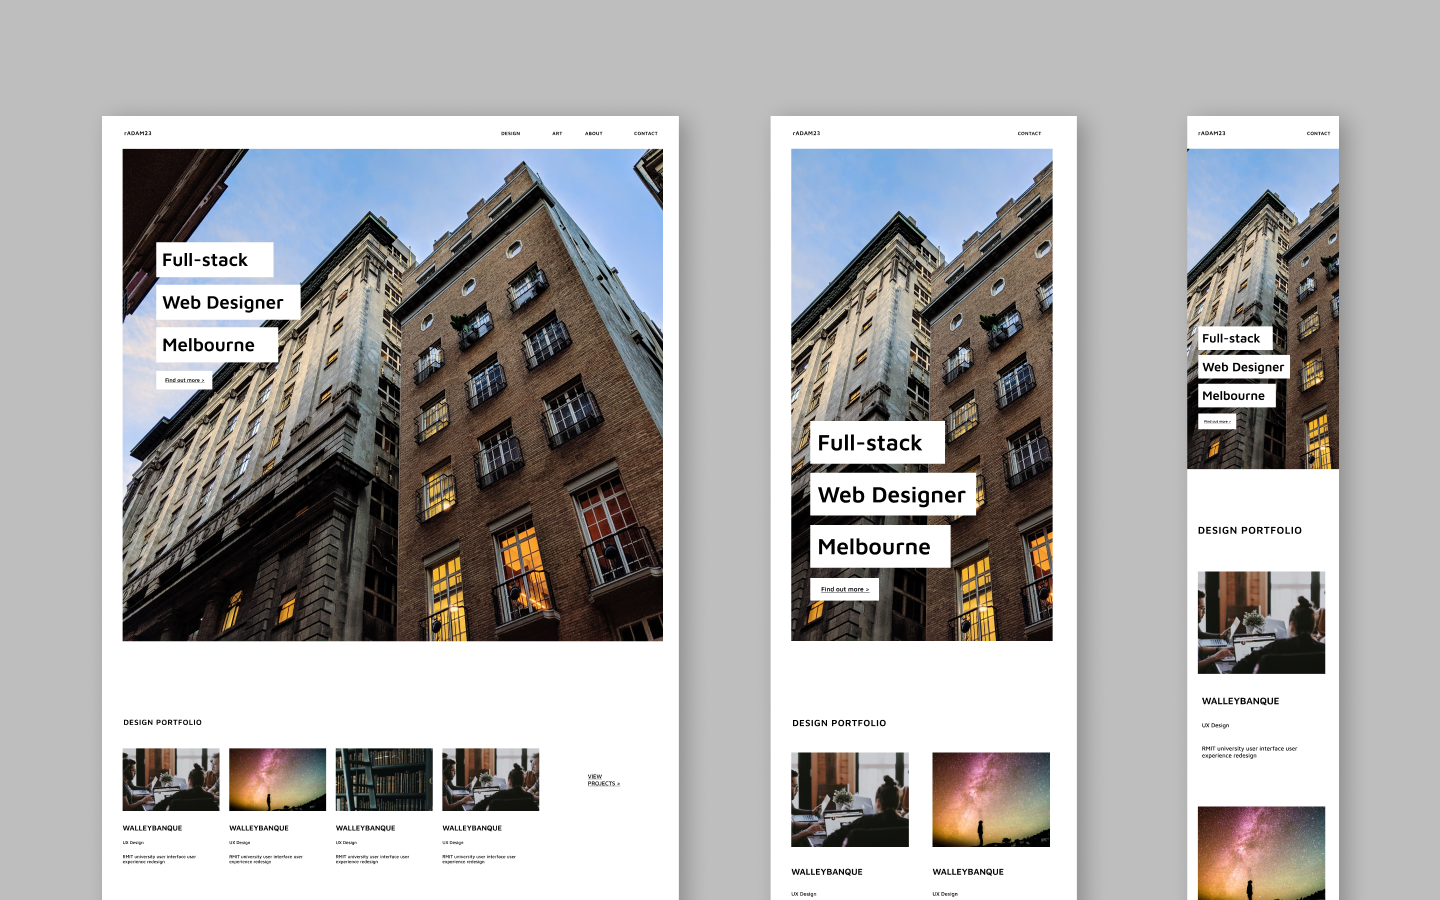 rADAM23
DESIGN ART ABOUT CONTACT
Full-stack
Web Designer
Melbourne
Find out more >
DESIGN PORTFOLIO
VIEW
PROJECTS >
WALLEYBANQUE
UX Design
RMIT university user interface user
experience redesign
WALLEYBANQUE
UX Design
RMIT university user interface user
experience redesign
WALLEYBANQUE
UX Design
RMIT university user interface user
experience redesign
WALLEYBANQUE
UX Design
RMIT university user interface user
experience redesign
rADAM23
CONTACT
Full-stack
Web Designer
Melbourne
Find out more >
DESIGN PORTFOLIO
WALLEYBANQUE
UX Design
WALLEYBANQUE
UX Design
rADAM23
CONTACT
Full-stack
Web Designer
Melbourne
Find out more >
DESIGN PORTFOLIO
WALLEYBANQUE
UX Design
RMIT university user interface user
experience redesign